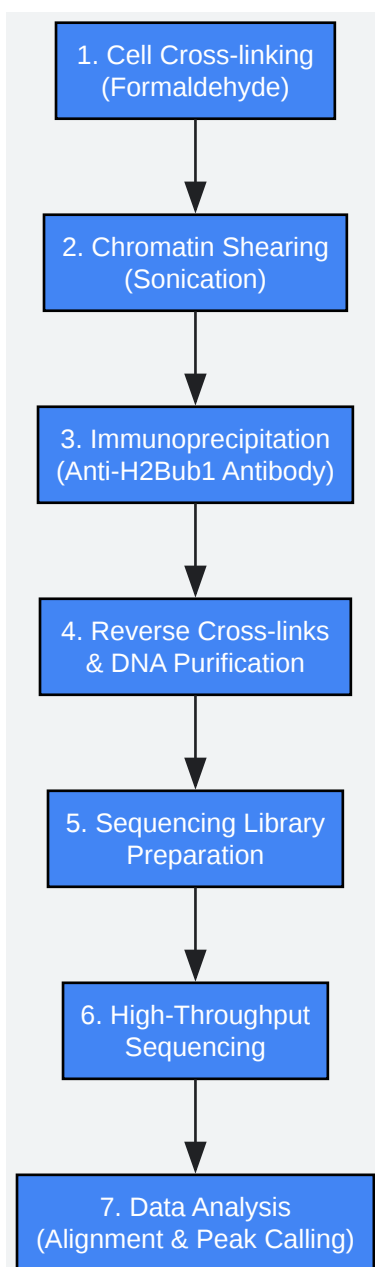 1. Cell Cross-linking
(Formaldehyde)
2. Chromatin Shearing
(Sonication)
3. Immunoprecipitation
(Anti-H2Bub1 Antibody)
4. Reverse Cross-links
& DNA Purification
5. Sequencing Library
Preparation
6. High-Throughput
Sequencing
7. Data Analysis
(Alignment & Peak Calling)